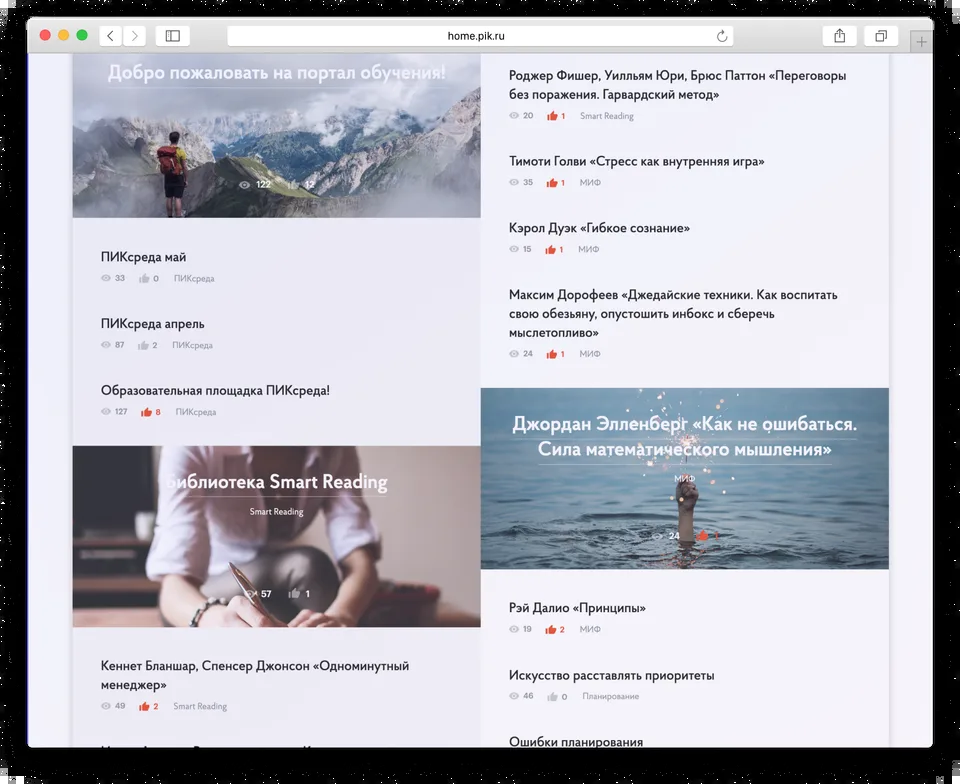 home.pik.ru
Добро пожаловать на портал обучения!
122 12
ПИКсреда май
33 0 ПИКсреда
ПИКсреда апрель
87 2 ПИКсреда
Образовательная площадка ПИКсреда!
127 8 ПИКсреда
Библиотека Smart Reading
Smart Reading
57 1
Кеннет Бланшар, Спенсер Джонсон «Одноминутный
менеджер»
49 2 Smart Reading
Роджер Фишер, Уилльям Юри, Брюс Паттон «Переговоры
без поражения. Гарвардский метод»
20 1 Smart Reading
Тимоти Голви «Стресс как внутренняя игра»
35 1 МИФ
Кэрол Дуэк «Гибкое сознание»
15 1 МИФ
Максим Дорофеев «Джедайские техники. Как воспитать
свою обезьяну, опустошить инбокс и сберечь
мыслетопливо»
24 1 МИФ
Джордан Элленберг «Как не ошибаться.
Сила математического мышления»
МИФ
24 1
Рэй Далио «Принципы»
19 2 МИФ
Искусство расставлять приоритеты
46 0 Планирование
Ошибки планирования